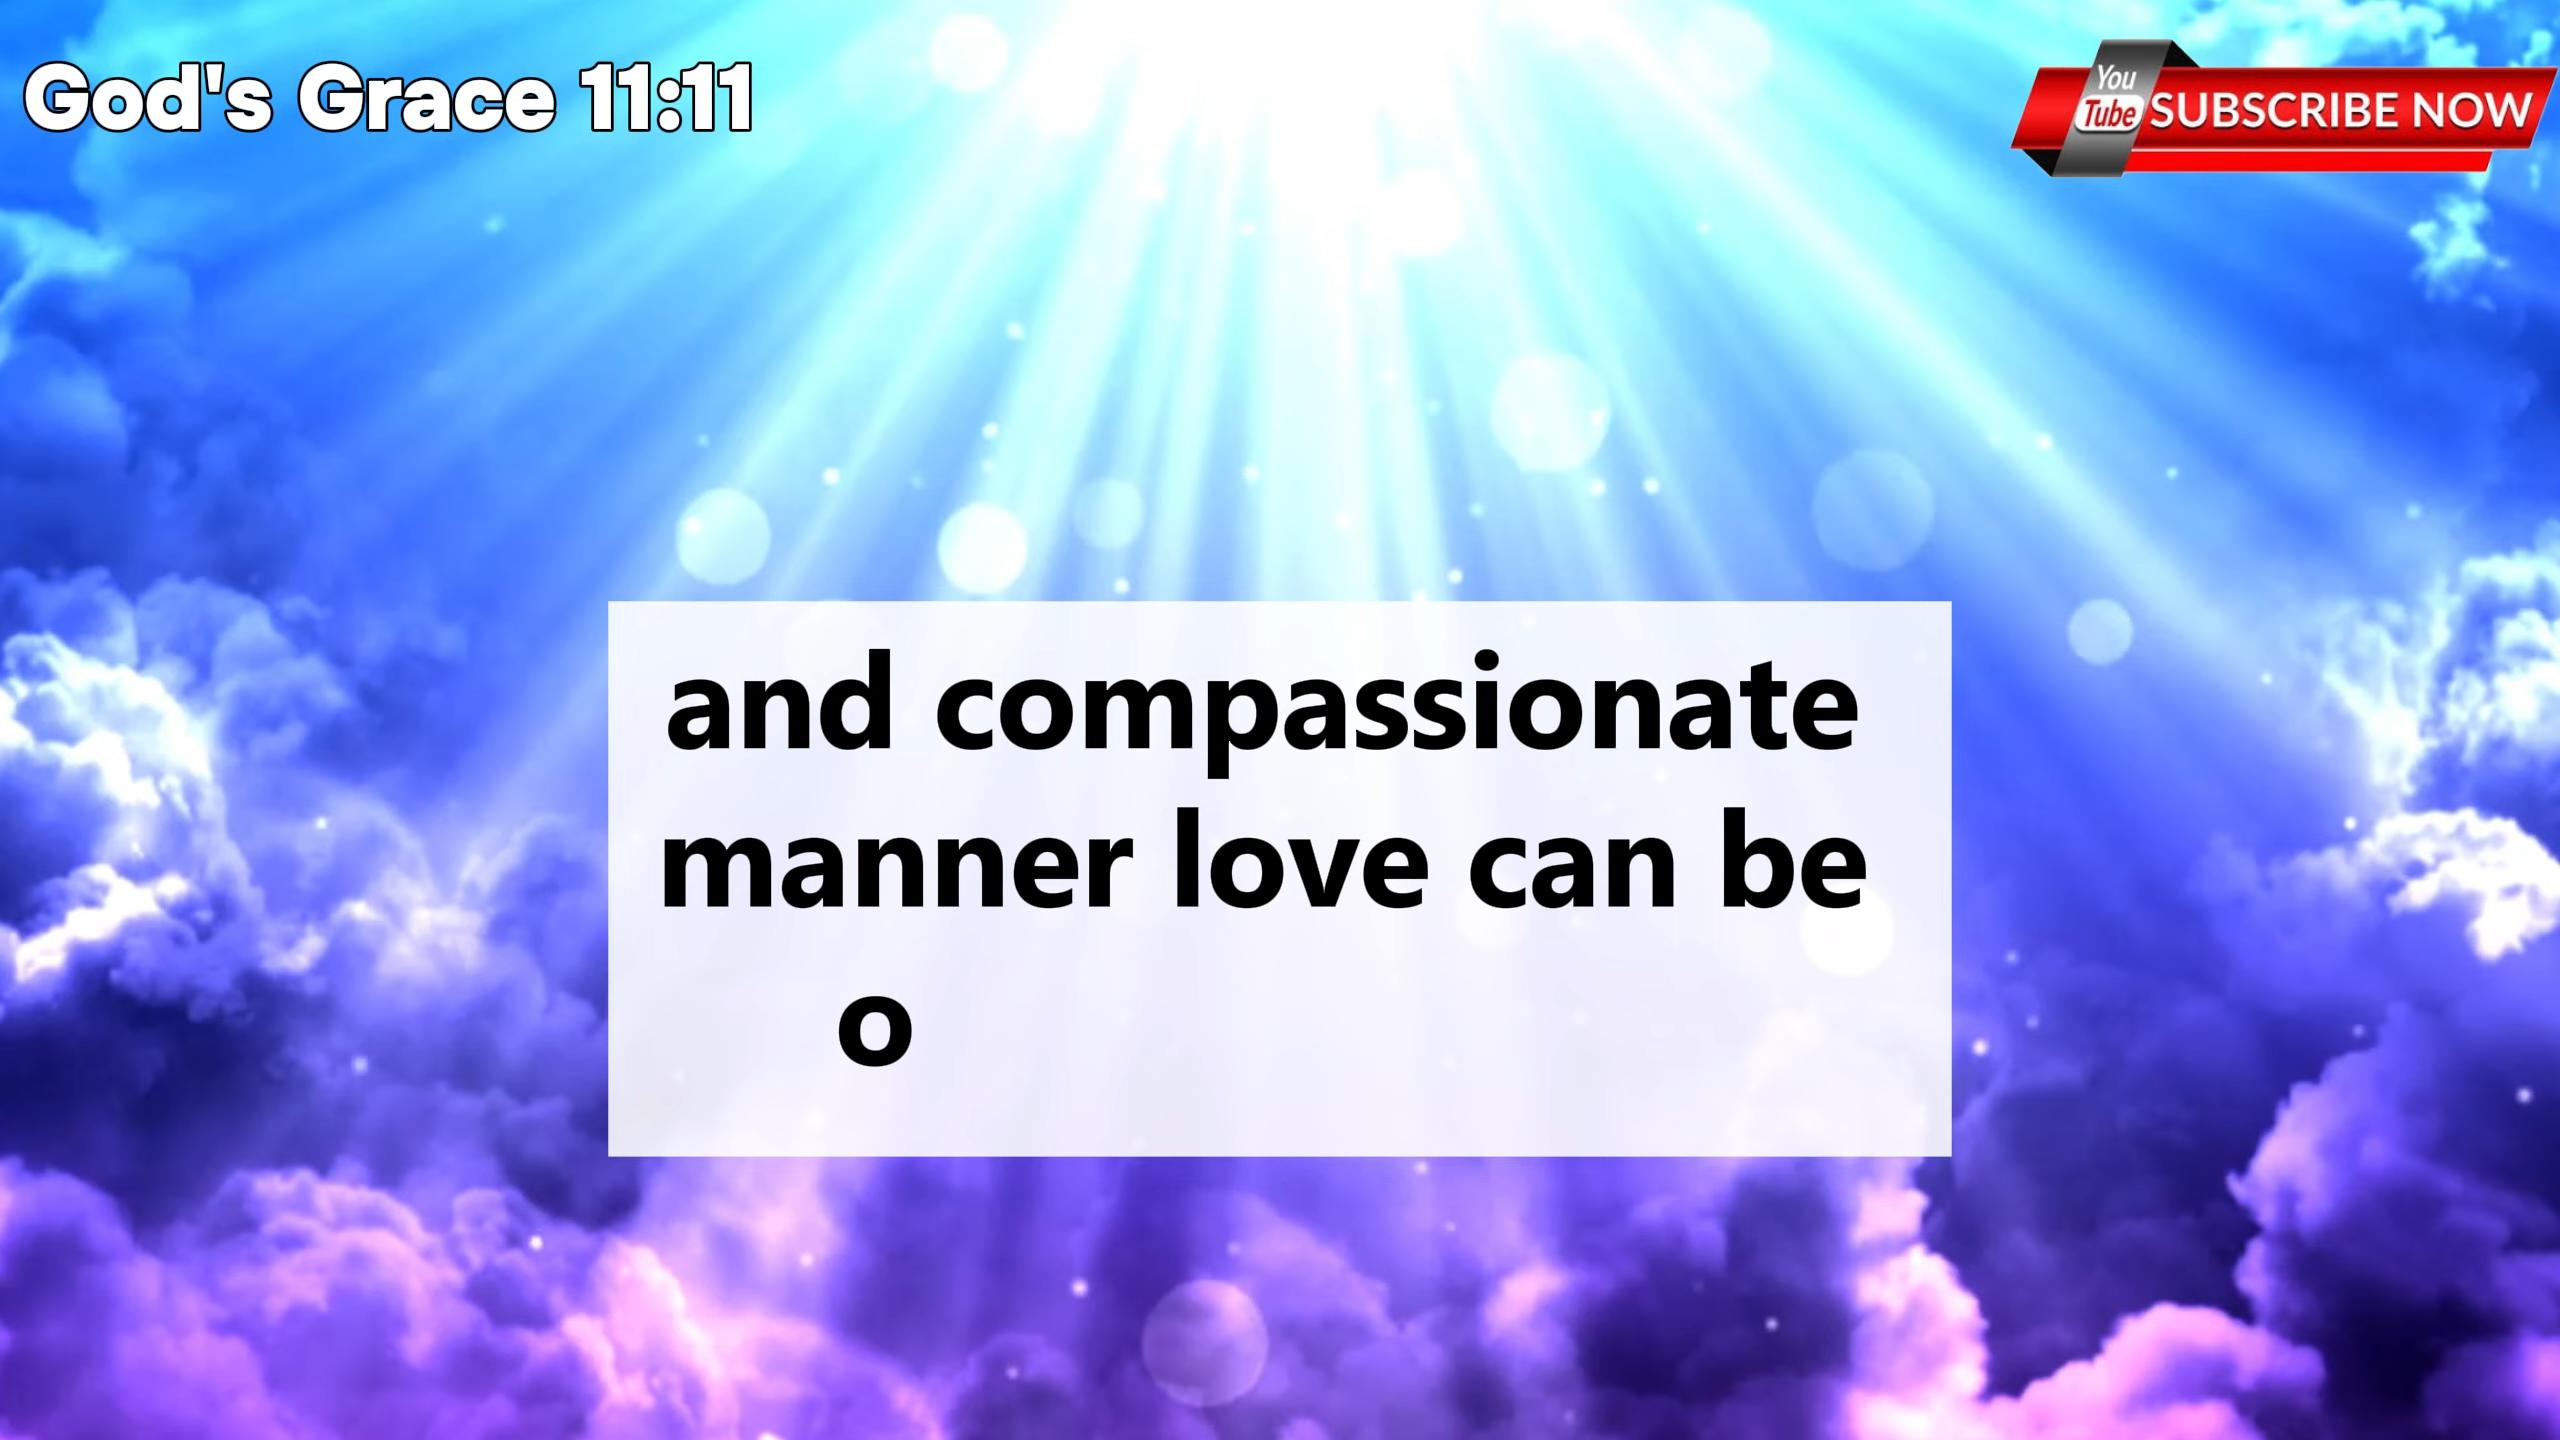 God's Grace 11:11
You
Tube
SUBSCRIBE NOW
and compassionate
manner love can be
o